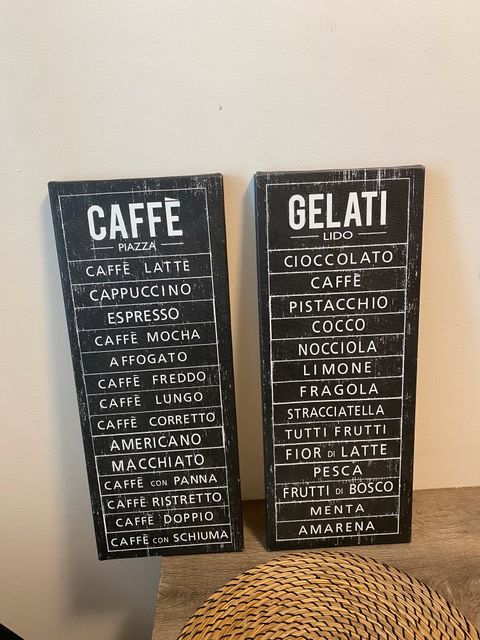 CAFFÈ
PIAZZA
CAFFÈ LATTE
CAPPUCCINO
ESPRESSO
CAFFÈ MOCHA
AFFOGATO
CAFFÈ FREDDO
CAFFÈ LUNGO
CAFFÈ CORRETTO
AMERICANO
MACCHIATO
CAFFÈ CON PANNA
CAFFÈ RISTRETTO
CAFFÈ DOPPIO
CAFFÈ CON SCHIUMA
GELATI
LIDO
CIOCCOLATO
CAFFÈ
PISTACCHIO
COCCO
NOCCIOLA
LIMONE
FRAGOLA
STRACCIATELLA
TUTTI FRUTTI
FIOR DI LATTE
PESCA
FRUTTI DI BOSCO
MENTA
AMARENA